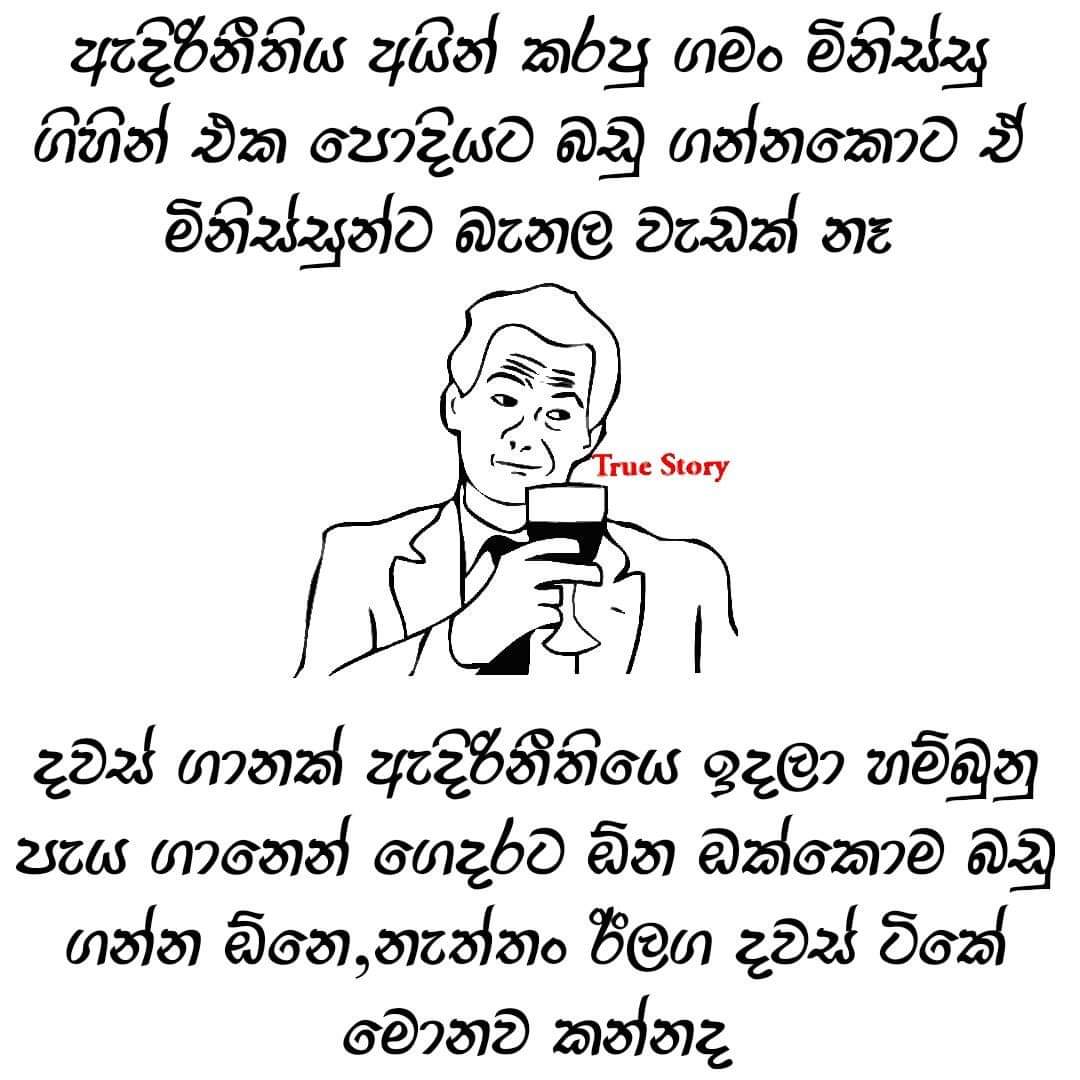 ඇදිරිනීතිය අයින් කරපු ගමං මිනිස්සු
ගිහින් එක පොදියට බඩු ගන්නකොට ඒ
මිනිස්සුන්ට බැනල වැඩක් නෑ
True Story
දවස් ගානක් ඇදිරිනීතියෙ ඉදලා හම්බුනු
පැය ගානෙන් ගෙදරට ඕන ඔක්කොම බඩු
ගන්න ඕනෙ,නැත්තං ඊලග දවස් ටිකේ
මොනව කන්නද